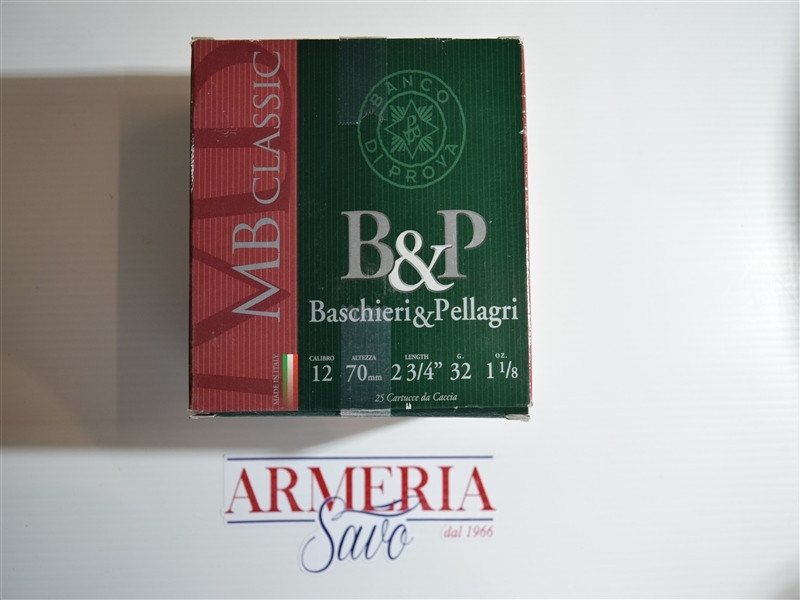 MB CLASSIC
BANCO
DI PROVA
PB
B&P
Baschieri&Pellagri
CALIBRO ALTEZZA LENGTH G. OZ.
12 70mm 2 3/4" 32 1 1/8
MADE IN ITALY
25 Cartucce da Caccia
ARMERIA
Savo
dal 1966